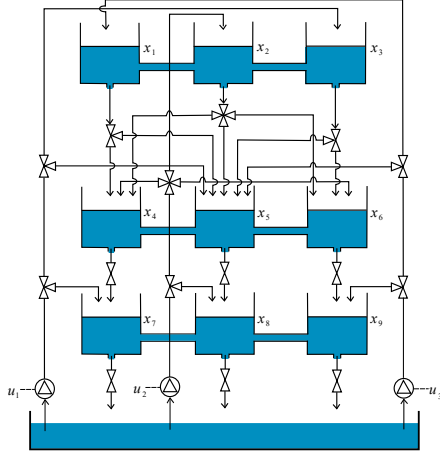 x₁ x₂ x₃
x₄ x₅ x₆
x₇ x₈ x₉
u₁ u₂ u₃